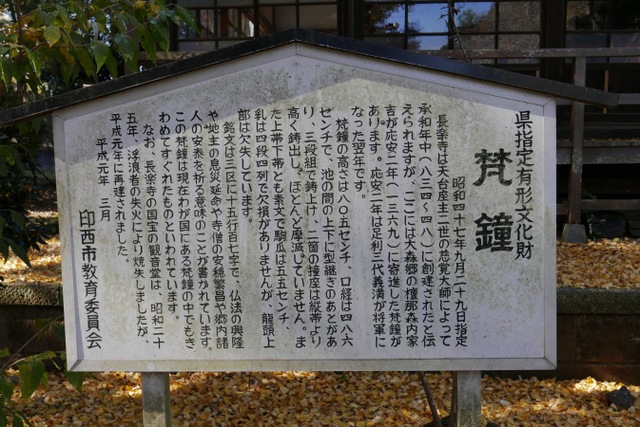 県指定有形文化財
梵鐘
昭和四十七年九月二十九日指定
長楽寺は天台座主二世の慈覚大師によって
承和年中（八三四-四八）に創建されたと伝
えられますが、ここには大森郷の檀那森内家
吉が応安二年（一三六九）に寄進した梵鐘が
あります。応安二年は足利三代義満が将軍に
なった翌年です。
梵鐘の高さは八〇五センチ、口経は四八六
センチで、池の間の上下に型継ぎのあとがあ
り、三段組で鋳上げ、二箇の撞座は縦帯より
高く鋳出し、ほとんど磨滅していません。ま
た上帯下帯とも素文で駒爪は五五センチ、
乳は四段四列で欠損がありませんが、龍頭上
部は欠失しています。
銘文は三区に十五行百七字で、仏法の興隆
や地主の息災延命や寺僧の安穏繁昌や郷内諸
人の安泰を祈る意味のことが書かれています。
この梵鐘は現在わが国にある梵鐘の中でもき
わめてすぐれたものといわれています。
なお、長楽寺の国宝の観音堂は、昭和二十
五年、浮浪者の失火により焼失しましたが、
平成元年に再建されました。
平成元年 三月
印西市教育委員会